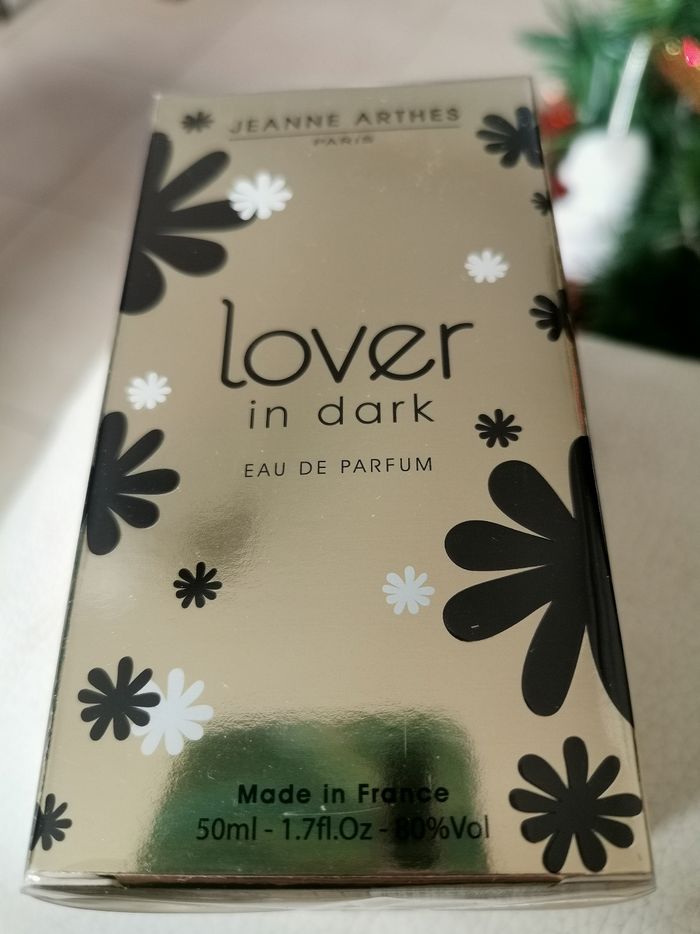 JEANNE ARTHES
PARIS
lover
in dark
EAU DE PARFUM
Made in France
50ml - 1.7fl.Oz - 80%Vol